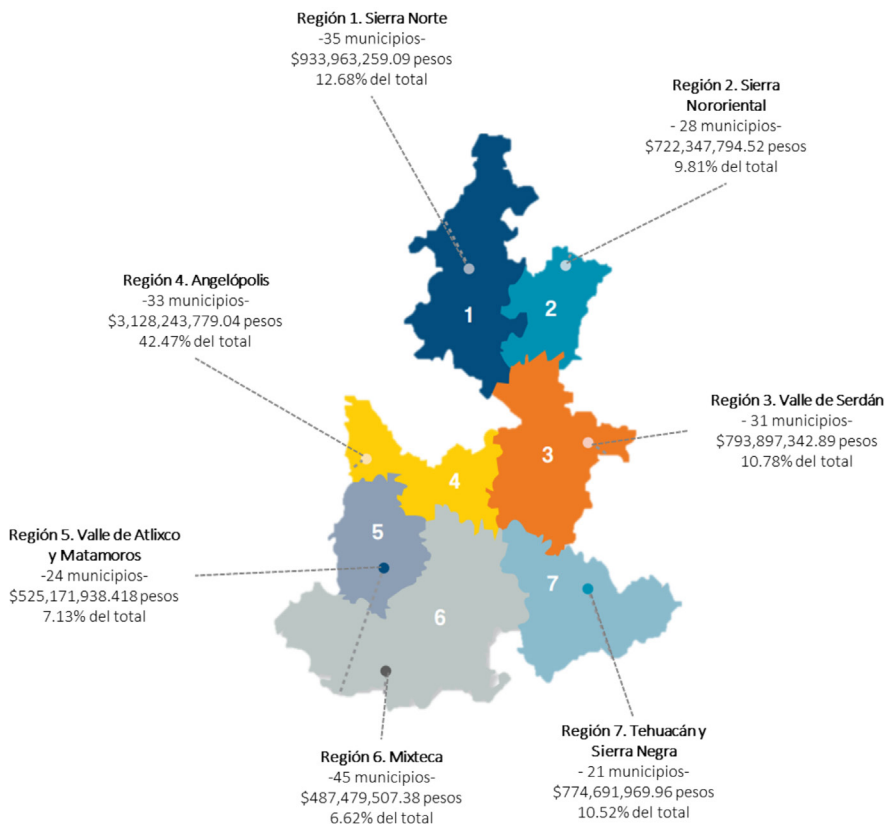 Región 1. Sierra Norte
-35 municipios-
$933,963,259.09 pesos
12.68% del total
Región 2. Sierra
Nororiental
- 28 municipios-
$722,347,794.52 pesos
9.81% del total
Región 4. Angelópolis
-33 municipios-
$3,128,243,779.04 pesos
42.47% del total
1
2
Región 3. Valle de Serdán
- 31 municipios-
$793,897,342.89 pesos
10.78% del total
3
4
Región 5. Valle de Atlixco
y Matamoros
-24 municipios-
$525,171,938.418 pesos
7.13% del total
5
6
7
Región 6. Mixteca
-45 municipios-
$487,479,507.38 pesos
6.62% del total
Región 7. Tehuacán y
Sierra Negra
- 21 municipios-
$774,691,969.96 pesos
10.52% del total